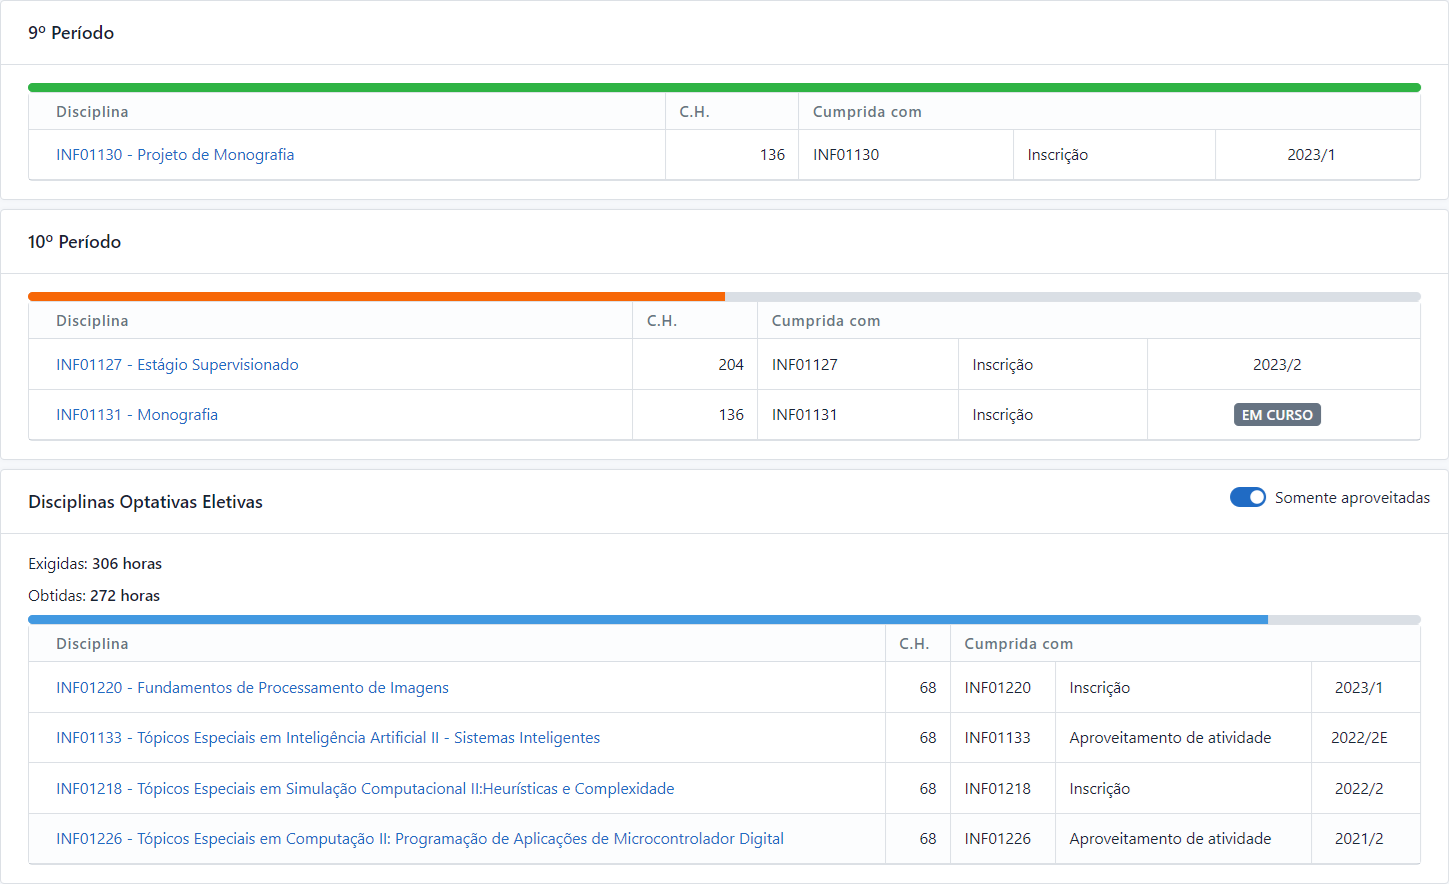 9º Período
Disciplina C.H. Cumprida com
INF01130 - Projeto de Monografia 136 INF01130 Inscrição 2023/1
10º Período
Disciplina C.H. Cumprida com
INF01127 - Estágio Supervisionado 204 INF01127 Inscrição 2023/2
INF01131 - Monografia 136 INF01131 Inscrição EM CURSO
Disciplinas Optativas Eletivas Somente aproveitadas
Exigidas: 306 horas
Obtidas: 272 horas
Disciplina C.H. Cumprida com
INF01220 - Fundamentos de Processamento de Imagens 68 INF01220 Inscrição 2023/1
INF01133 - Tópicos Especiais em Inteligência Artificial II - Sistemas Inteligentes 68 INF01133 Aproveitamento de atividade 2022/2E
INF01218 - Tópicos Especiais em Simulação Computacional II:Heurísticas e Complexidade 68 INF01218 Inscrição 2022/2
INF01226 - Tópicos Especiais em Computação II: Programação de Aplicações de Microcontrolador Digital 68 INF01226 Aproveitamento de atividade 2021/2